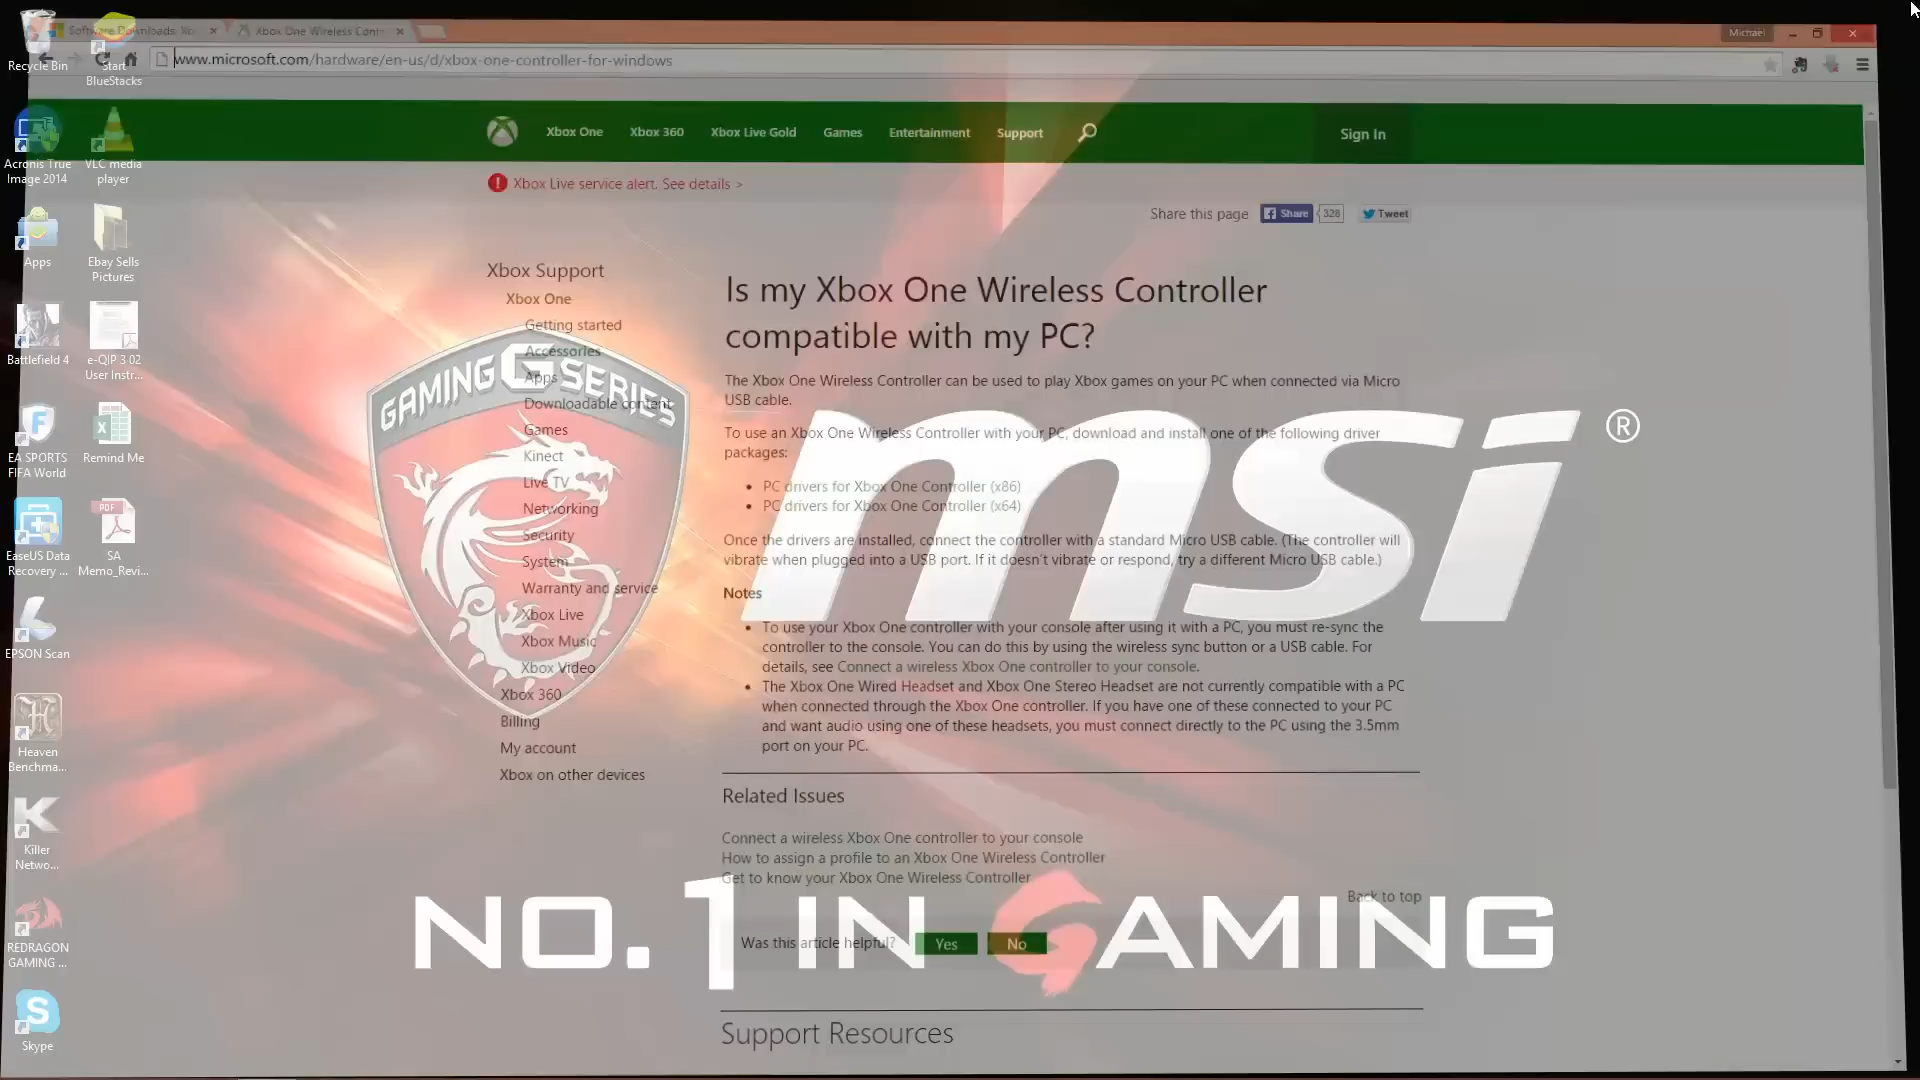 Software Downloads: Xb
Xbox One Wireless Contr
Michael
www.microsoft.com/hardware/en-us/d/xbox-one-controller-for-windows
Xbox One
Xbox 360
Xbox Live Gold
Games
Entertainment
Support
Sign In
Xbox Live service alert. See details >
Share this page
Share
328
Tweet
Xbox Support
Xbox One
Getting started
Accessories
Apps
Downloadable content
Games
Kinect
Live TV
Networking
Security
System
Warranty and service
Xbox Live
Xbox Music
Xbox Video
Xbox 360
Billing
My account
Xbox on other devices
Is my Xbox One Wireless Controller
compatible with my PC?
The Xbox One Wireless Controller can be used to play Xbox games on your PC when connected via Micro
USB cable.
To use an Xbox One Wireless Controller with your PC, download and install one of the following driver
packages:
• PC drivers for Xbox One Controller (x86)
• PC drivers for Xbox One Controller (x64)
Once the drivers are installed, connect the controller with a standard Micro USB cable. (The controller will
vibrate when plugged into a USB port. If it doesn't vibrate or respond, try a different Micro USB cable.)
Notes
• To use your Xbox One controller with your console after using it with a PC, you must re-sync the
controller to the console. You can do this by using the wireless sync button or a USB cable. For
details, see Connect a wireless Xbox One controller to your console.
• The Xbox One Wired Headset and Xbox One Stereo Headset are not currently compatible with a PC
when connected through the Xbox One controller. If you have one of these connected to your PC
and want audio using one of these headsets, you must connect directly to the PC using the 3.5mm
port on your PC.
Related Issues
Connect a wireless Xbox One controller to your console
How to assign a profile to an Xbox One Wireless Controller
Get to know your Xbox One Wireless Controller
Back to top
Was this article helpful?
Yes
No
Support Resources
Recycle Bin
Start
BlueStacks
Acronis True
Image 2014
VLC media
player
Apps
Ebay Sells
Pictures
Battlefield 4
e-QIP 3 02
User Instr...
EA SPORTS
FIFA World
Remind Me
EaseUS Data
Recovery ...
PDF
SA
Memo_Revi...
EPSON Scan
Heaven
Benchma...
Killer
Netwo...
REDRAGON
GAMING ...
Skype
GAMING G SERIES
msi ®
NO.1 IN GAMING